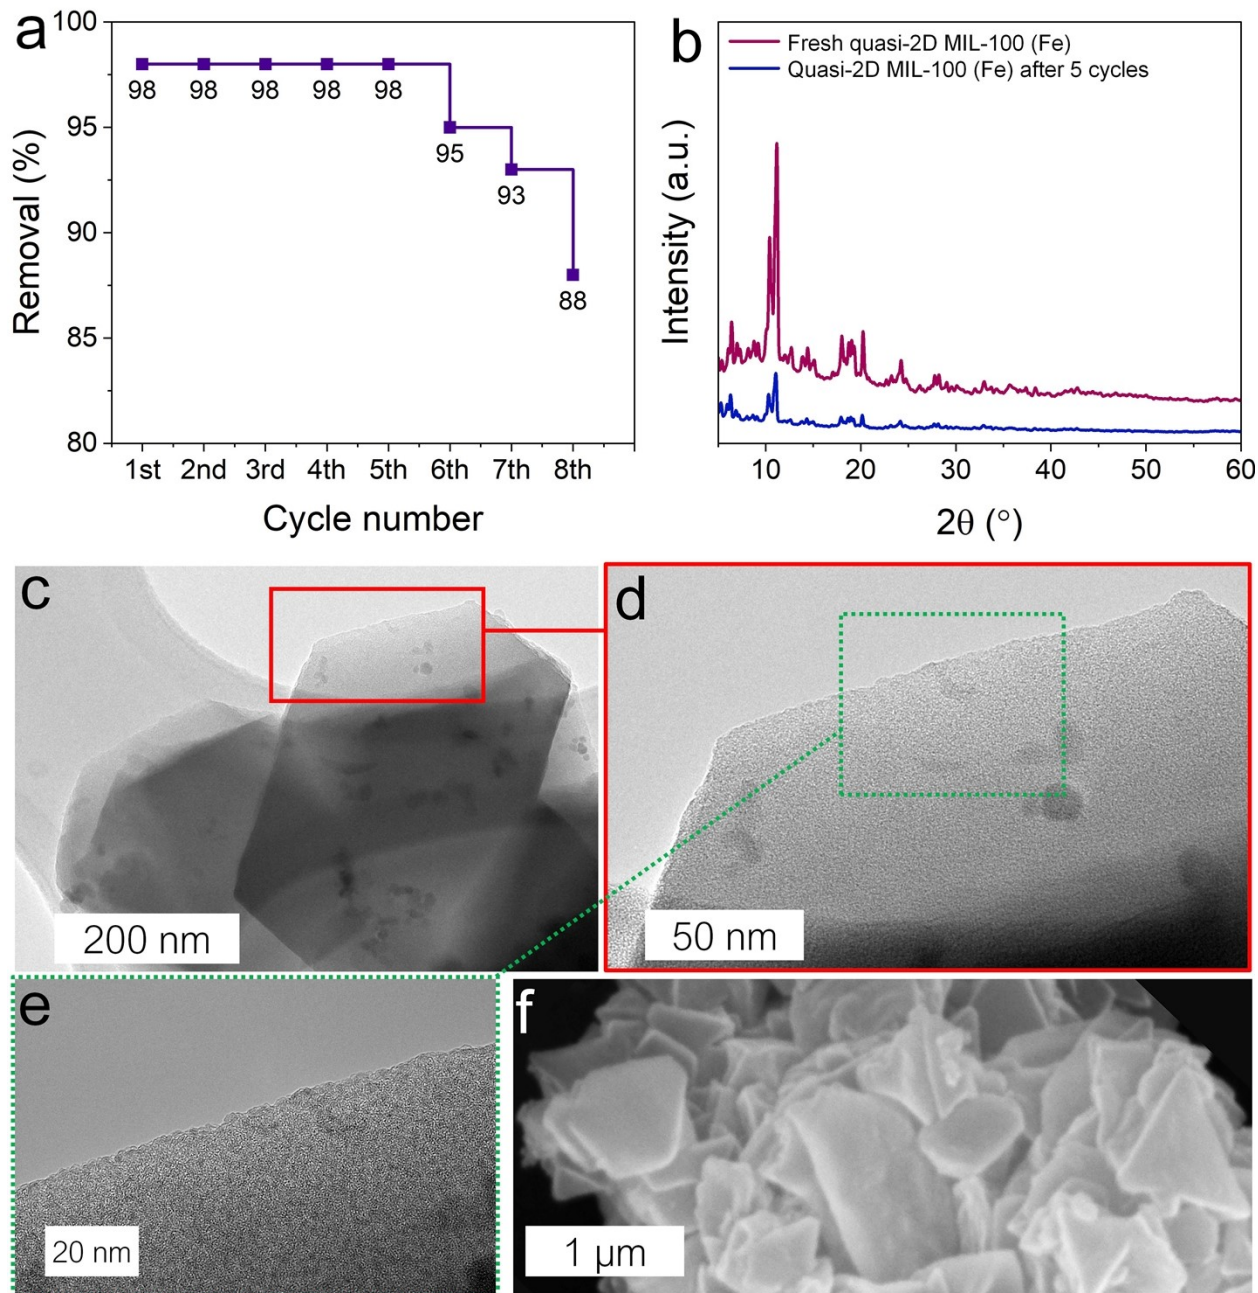 a
100
95
90
85
80
Removal (%)
98
98
98
98
98
95
93
88
1st
2nd
3rd
4th
5th
6th
7th
8th
Cycle number
b
Fresh quasi-2D MIL-100 (Fe)
Quasi-2D MIL-100 (Fe) after 5 cycles
Intensity (a.u.)
10
20
30
40
50
60
2θ (°)
c
200 nm
d
50 nm
e
20 nm
f
1 μm